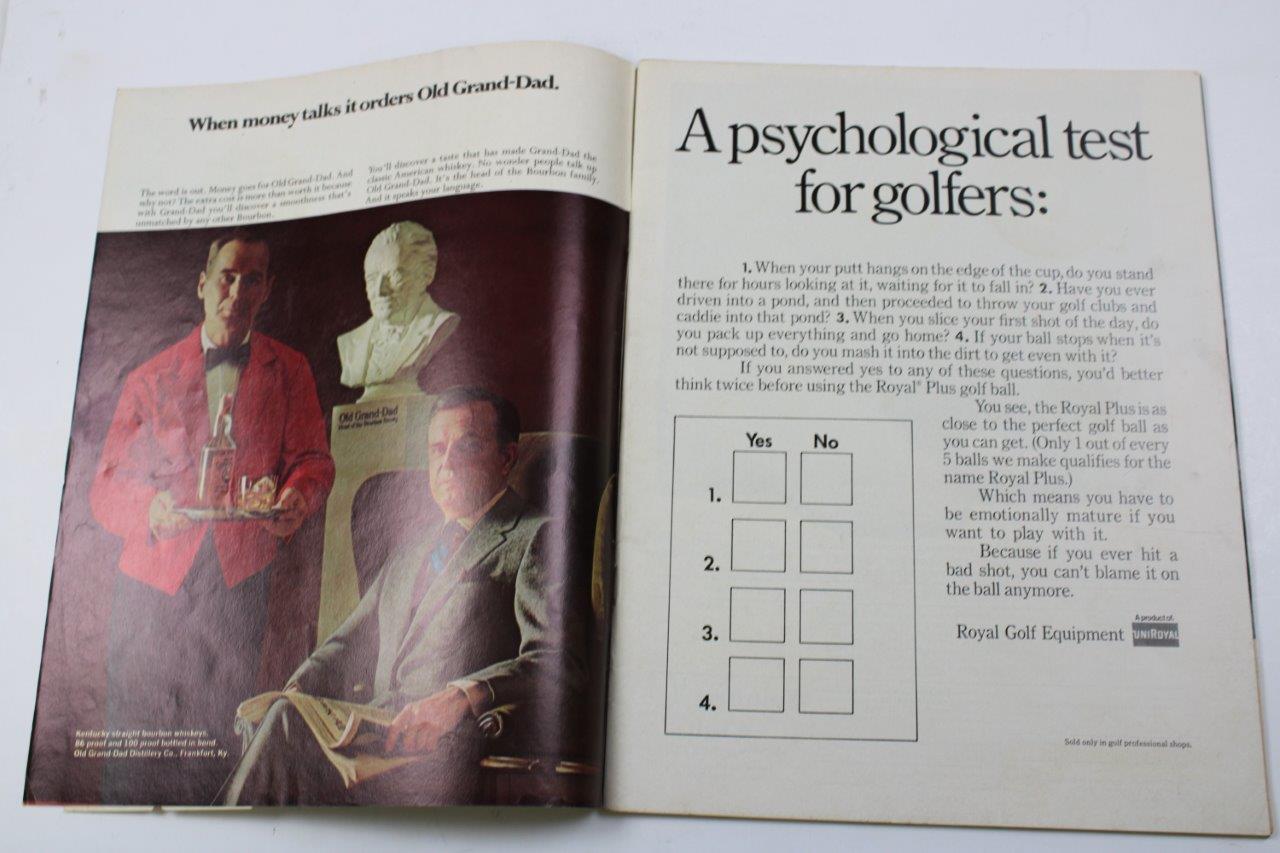 When money talks it orders Old Grand-Dad.
The word is out. Money goes for Old Grand-Dad. And
why not? The extra cost is more than worth it because
with Grand-Dad you'll discover a smoothness that's
unmatched by any other Bourbon.
You'll discover a taste that has made Grand-Dad the
classic American whiskey. No wonder people talk up
Old Grand-Dad. It's the head of the Bourbon family.
And it speaks your language.
Old Grand-Dad
Head of the Bourbon Family
Kentucky straight bourbon whiskeys.
86 proof and 100 proof bottled in bond.
Old Grand-Dad Distillery Co., Frankfort, Ky.
A psychological test
for golfers:
1. When your putt hangs on the edge of the cup, do you stand
there for hours looking at it, waiting for it to fall in? 2. Have you ever
driven into a pond, and then proceeded to throw your golf clubs and
caddie into that pond? 3. When you slice your first shot of the day, do
you pack up everything and go home? 4. If your ball stops when it's
not supposed to, do you mash it into the dirt to get even with it?
If you answered yes to any of these questions, you'd better
think twice before using the Royal® Plus golf ball.
You see, the Royal Plus is as
close to the perfect golf ball as
you can get. (Only 1 out of every
5 balls we make qualifies for the
name Royal Plus.)
Which means you have to
be emotionally mature if you
want to play with it.
Because if you ever hit a
bad shot, you can't blame it on
the ball anymore.
Yes No
1.
2.
3.
4.
A product of
Royal Golf Equipment UNIROYAL
Sold only in golf professional shops.